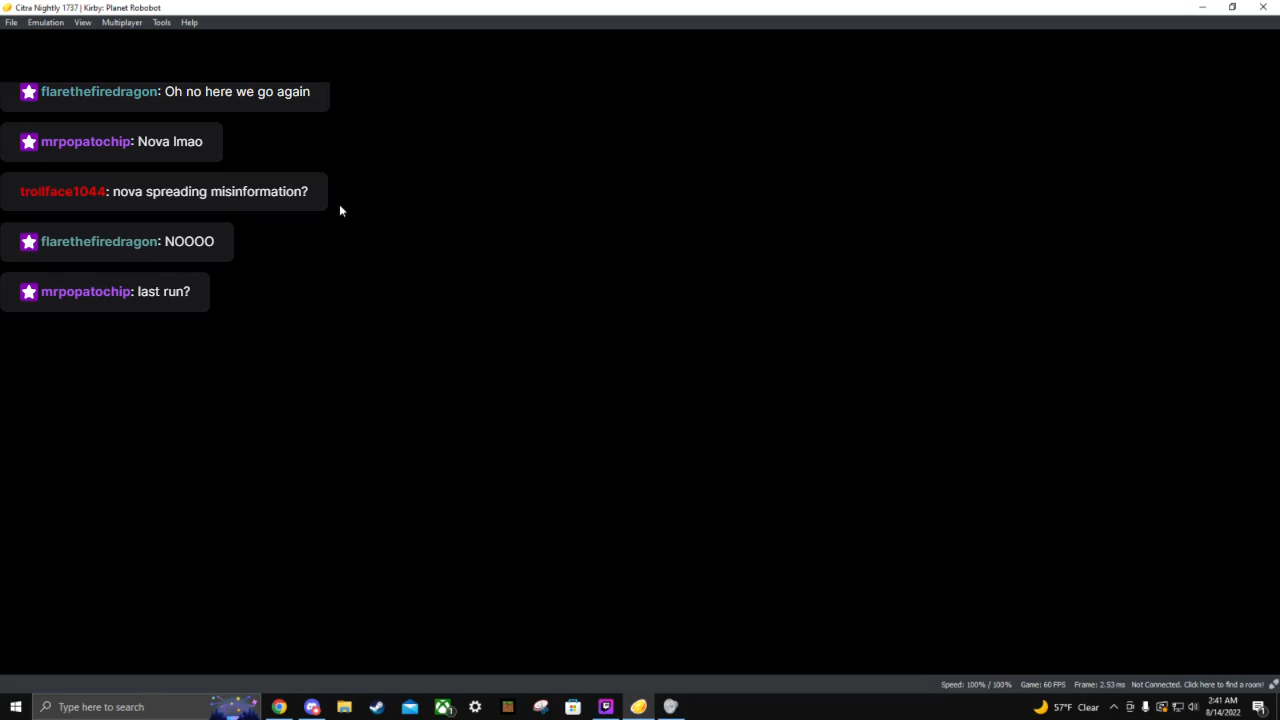 Citra Nightly 1737 | Kirby: Planet Robobot
File Emulation View Multiplayer Tools Help
flarethefiredragon: Oh no here we go again
mrpopatochip: Nova lmao
trollface1044: nova spreading misinformation?
flarethefiredragon: NOOOO
mrpopatochip: last run?
Speed: 100% / 100% Game: 60 FPS Frame: 2.53 ms Not Connected. Click here to find a room!
Type here to search
1
57°F Clear
2:41 AM
8/14/2022
1